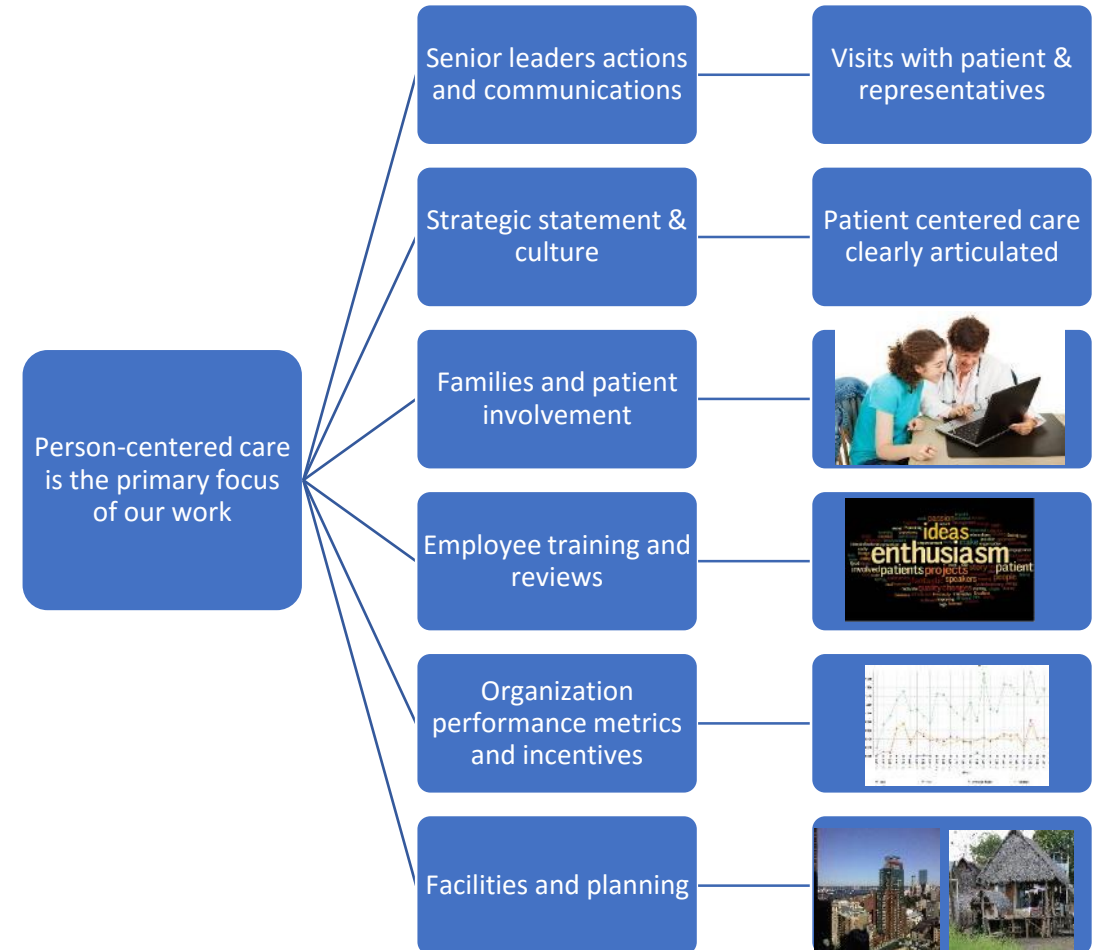 Senior leaders actions
and communications
Visits with patient &
representatives
Strategic statement &
culture
Patient centered care
clearly articulated
Person-centered care
is the primary focus
of our work
Families and patient
involvement
Employee training and
reviews
ideas
enthusiasm
involved patients projects patient
speakers
people
Organization
performance metrics
and incentives
Facilities and planning